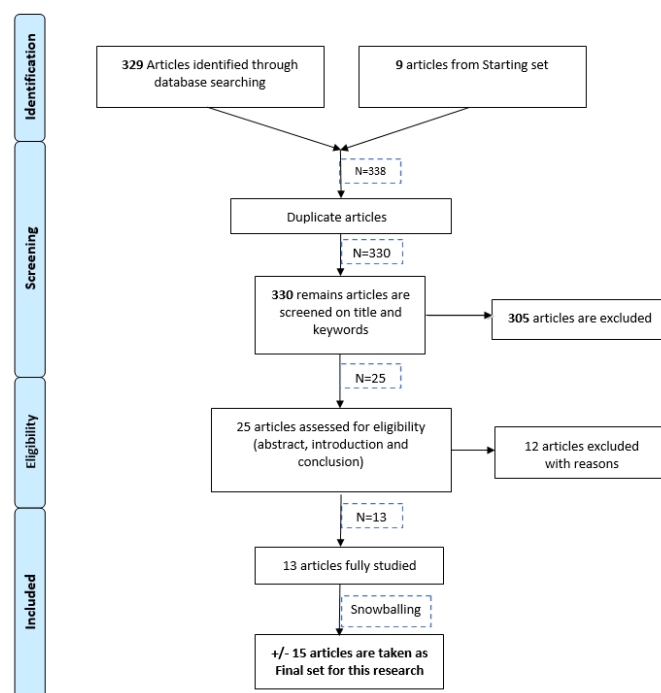 Identification
329 Articles identified through
database searching
9 articles from Starting set
N=338
Screening
Duplicate articles
N=330
330 remains articles are
screened on title and
keywords
305 articles are excluded
N=25
Eligibility
25 articles assessed for eligibility
(abstract, introduction and
conclusion)
12 articles excluded
with reasons
N=13
Included
13 articles fully studied
Snowballing
+/- 15 articles are taken as
Final set for this research